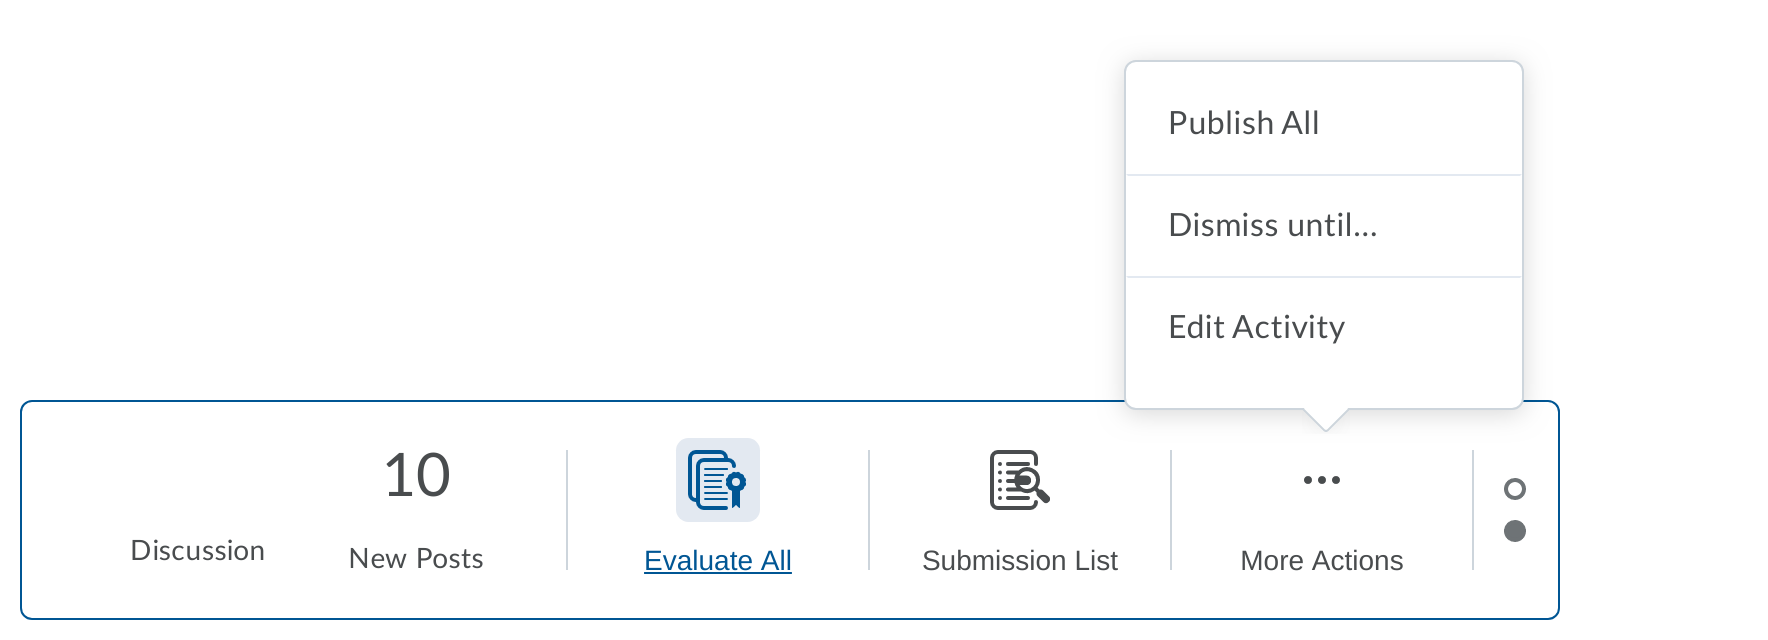 Publish All
Dismiss until...
Edit Activity
10
Discussion
New Posts
Evaluate All
Submission List
More Actions